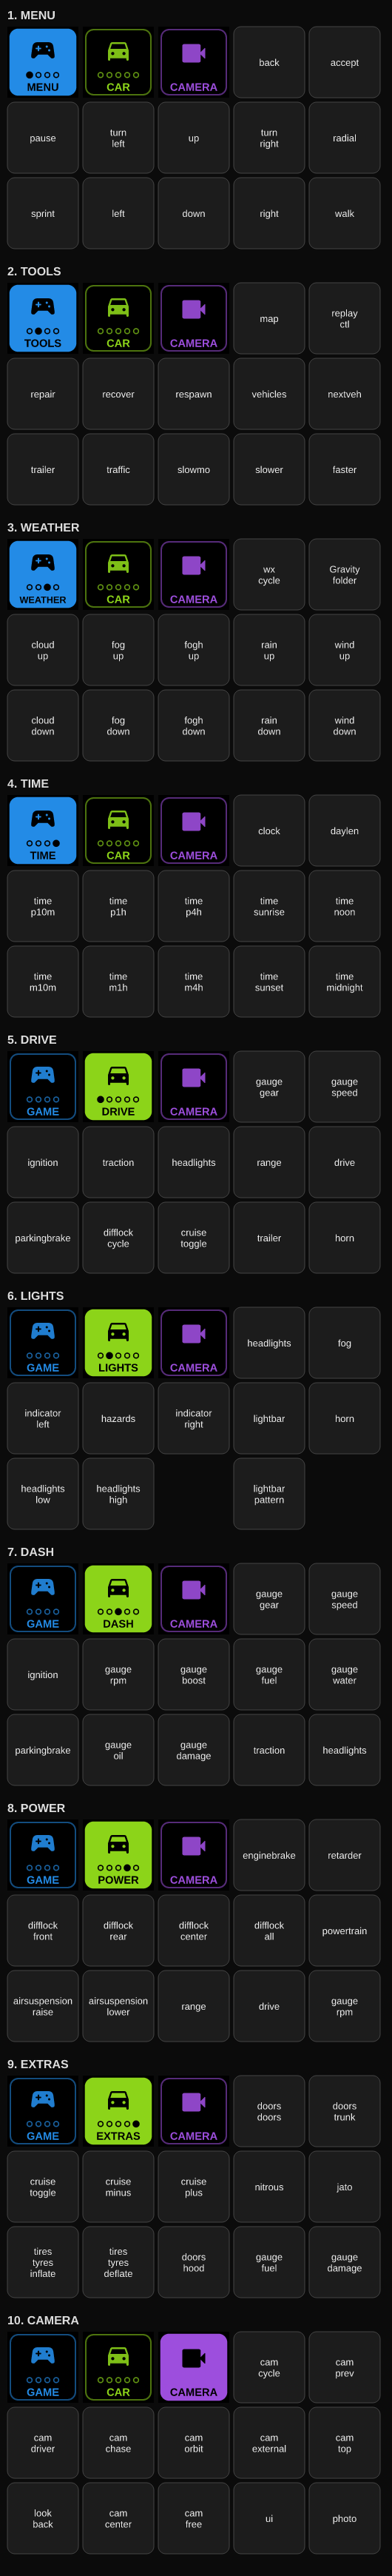 1. MENU
MENU
CAR
CAMERA
back
accept
pause
turn
left
up
turn
right
radial
sprint
left
down
right
walk
2. TOOLS
TOOLS
CAR
CAMERA
map
replay
ctl
repair
recover
respawn
vehicles
nextveh
trailer
traffic
slowmo
slower
faster
3. WEATHER
WEATHER
CAR
CAMERA
wx
cycle
Gravity
folder
cloud
up
fog
up
fogh
up
rain
up
wind
up
cloud
down
fog
down
fogh
down
rain
down
wind
down
4. TIME
TIME
CAR
CAMERA
clock
daylen
time
p10m
time
p1h
time
p4h
time
sunrise
time
noon
time
m10m
time
m1h
time
m4h
time
sunset
time
midnight
5. DRIVE
GAME
DRIVE
CAMERA
gauge
gear
gauge
speed
ignition
traction
headlights
range
drive
parkingbrake
difflock
cycle
cruise
toggle
trailer
horn
6. LIGHTS
GAME
LIGHTS
CAMERA
headlights
fog
indicator
left
hazards
indicator
right
lightbar
horn
headlights
low
headlights
high
lightbar
pattern
7. DASH
GAME
DASH
CAMERA
gauge
gear
gauge
speed
ignition
gauge
rpm
gauge
boost
gauge
fuel
gauge
water
parkingbrake
gauge
oil
gauge
damage
traction
headlights
8. POWER
GAME
POWER
CAMERA
enginebrake
retarder
difflock
front
difflock
rear
difflock
center
difflock
all
powertrain
airsuspension
raise
airsuspension
lower
range
drive
gauge
rpm
9. EXTRAS
GAME
EXTRAS
CAMERA
doors
doors
doors
trunk
cruise
toggle
cruise
minus
cruise
plus
nitrous
jato
tires
tyres
inflate
tires
tyres
deflate
doors
hood
gauge
fuel
gauge
damage
10. CAMERA
GAME
CAR
CAMERA
cam
cycle
cam
prev
cam
driver
cam
chase
cam
orbit
cam
external
cam
top
look
back
cam
center
cam
free
ui
photo